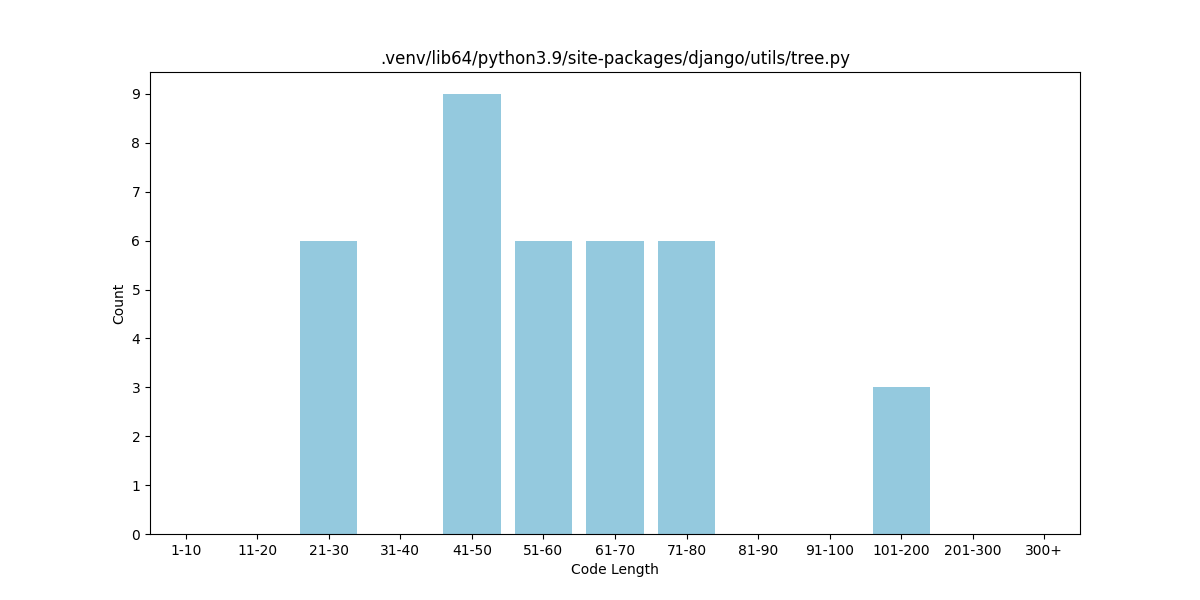 .venv/lib64/python3.9/site-packages/django/utils/tree.py
9
8
7
6
5
4
3
2
1
0
Count
1-10 11-20 21-30 31-40 41-50 51-60 61-70 71-80 81-90 91-100 101-200 201-300 300+
Code Length